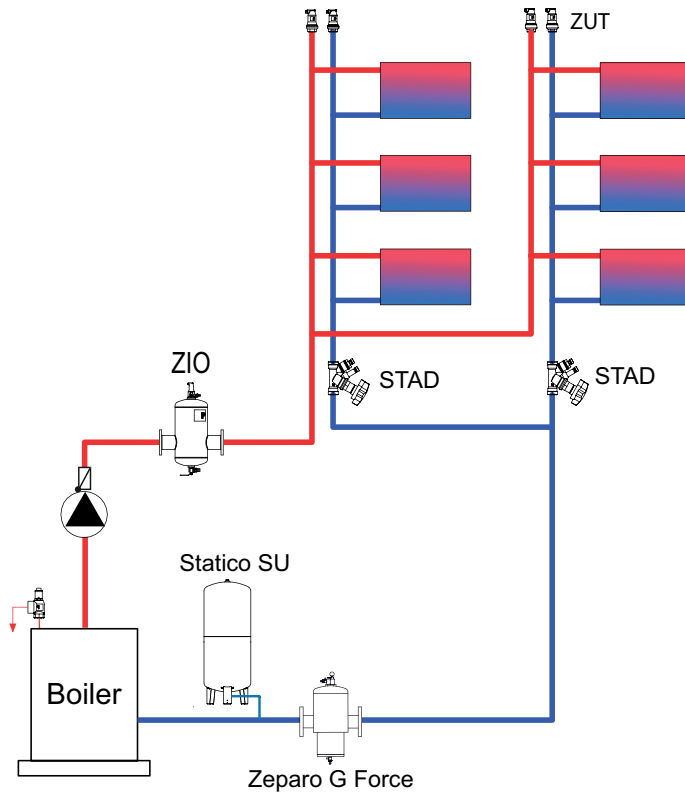 ZUT
STAD
STAD
ZIO
Statico SU
Boiler
Zeparo G Force